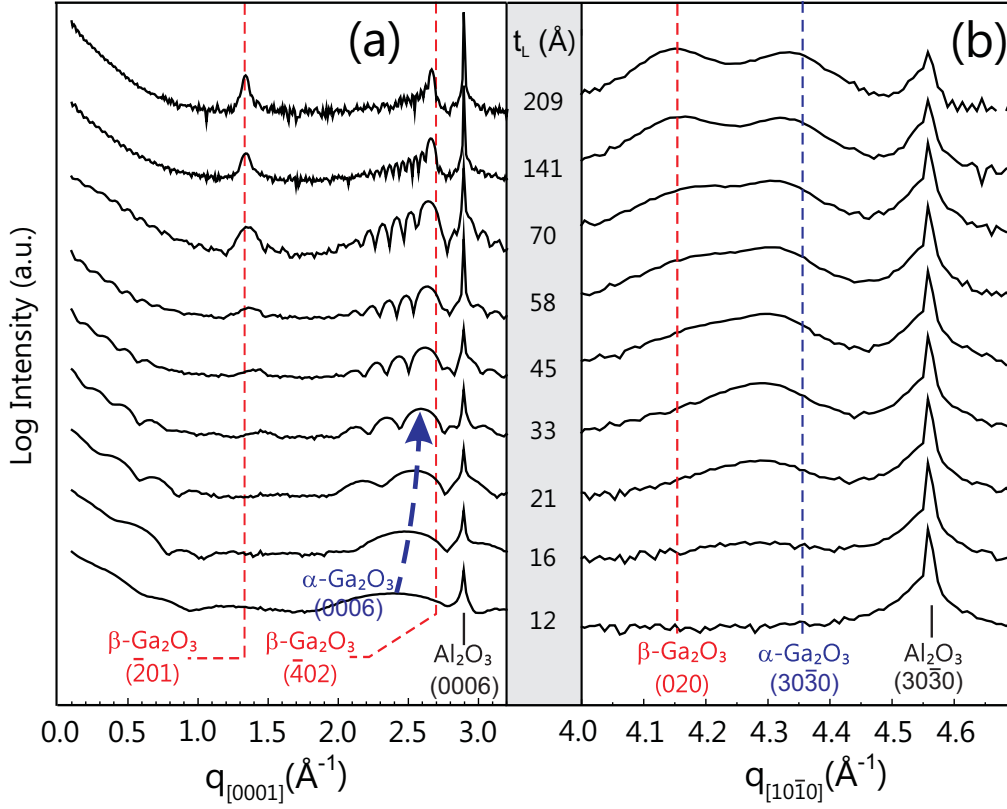 (a)
t_L (Å)
(b)
209
141
70
58
45
33
21
16
12
Log Intensity (a.u.)
α-Ga₂O₃
(0006)
β-Ga₂O₃
(2̅01)
β-Ga₂O₃
(4̅02)
Al₂O₃
(0006)
β-Ga₂O₃
(020)
α-Ga₂O₃
(303̅0)
Al₂O₃
(303̅0)
0.0 0.5 1.0 1.5 2.0 2.5 3.0
4.0 4.1 4.2 4.3 4.4 4.5 4.6
q[0001](Å⁻¹)
q[101̅0](Å⁻¹)